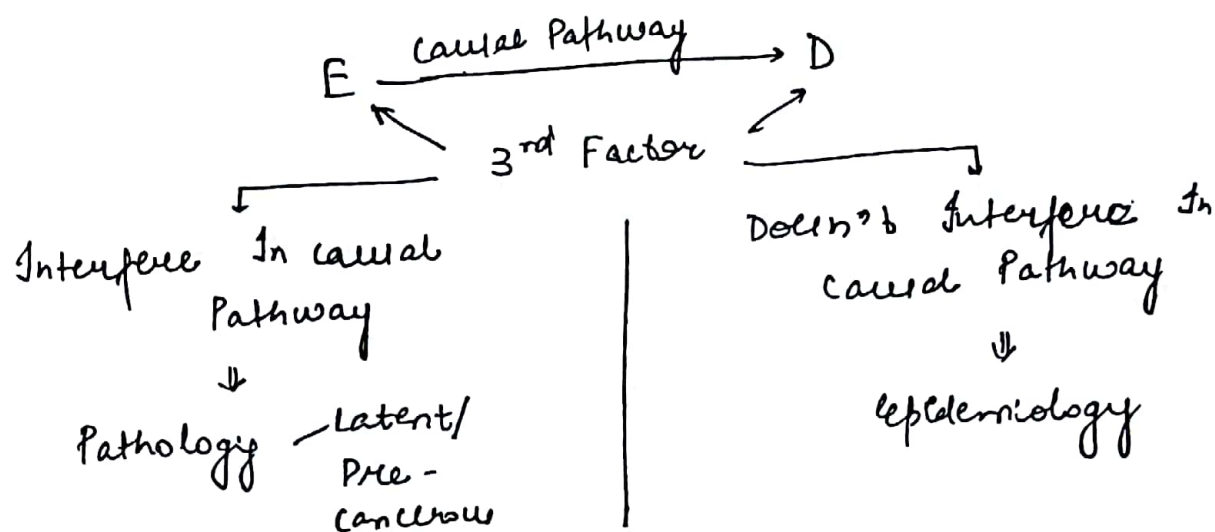 Causal Pathway
E D
3rd Factor
Interfere In causal
Pathway
Pathology
Latent/
Pre-
cancerous
Doesn't Interfere In
causal Pathway
epidemiology